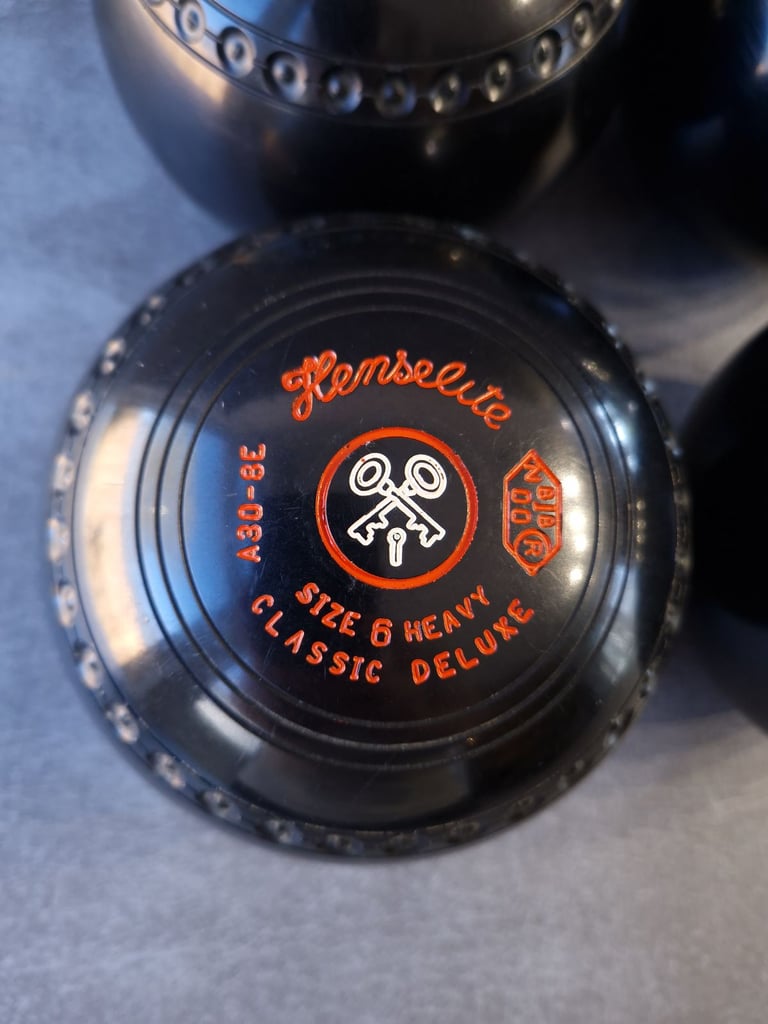 Henselite
A30-8E
SIZE 6 HEAVY
CLASSIC DELUXE
R